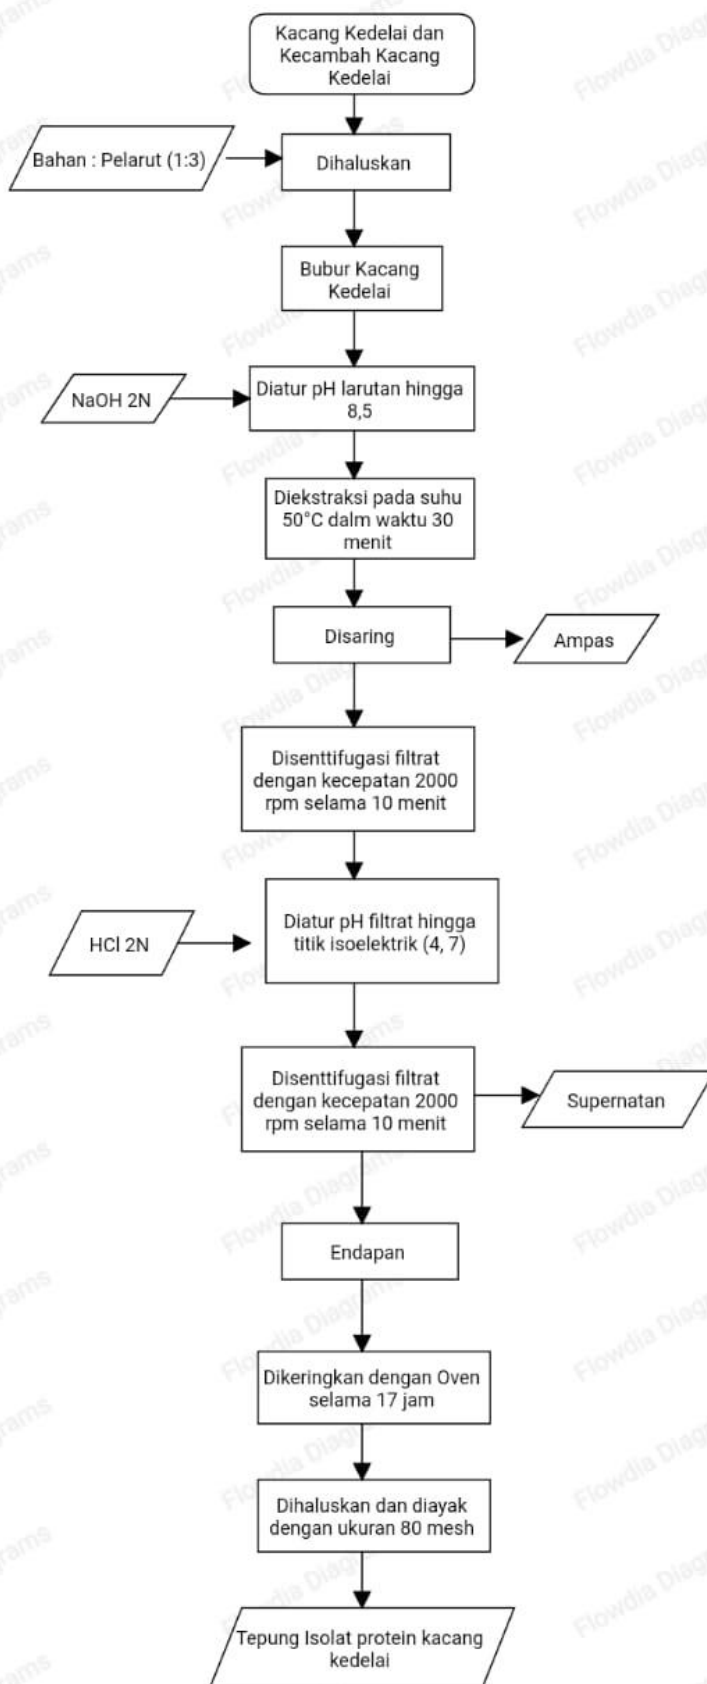 Kacang Kedelai dan
Kecambah Kacang
Kedelai
Bahan : Pelarut (1:3)
Dihaluskan
Bubur Kacang
Kedelai
NaOH 2N
Diatur pH larutan hingga
8,5
Diekstraksi pada suhu
50°C dalm waktu 30
menit
Disaring
Ampas
Disenttifugasi filtrat
dengan kecepatan 2000
rpm selama 10 menit
HCl 2N
Diatur pH filtrat hingga
titik isoelektrik (4, 7)
Disenttifugasi filtrat
dengan kecepatan 2000
rpm selama 10 menit
Supernatan
Endapan
Dikeringkan dengan Oven
selama 17 jam
Dihaluskan dan diayak
dengan ukuran 80 mesh
Tepung Isolat protein kacang
kedelai